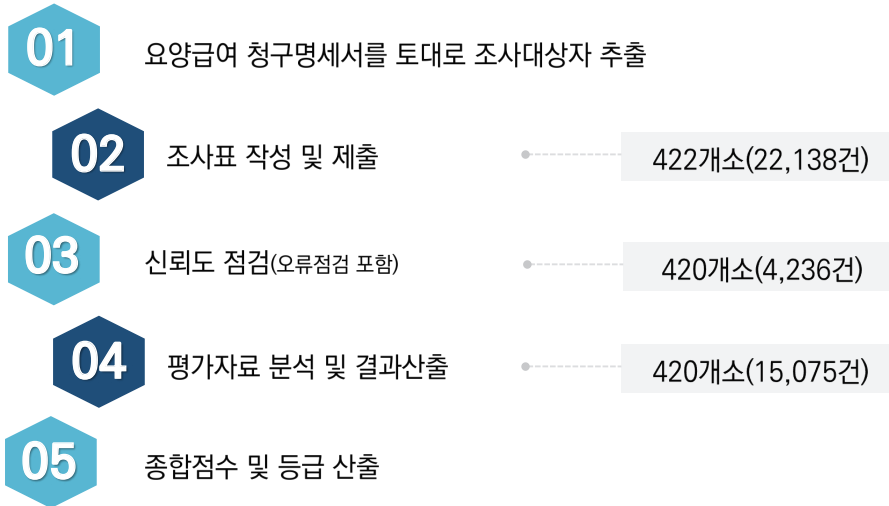 01 요양급여 청구명세서를 토대로 조사대상자 추출
02 조사표 작성 및 제출 422개소(22,138건)
03 신뢰도 점검(오류점검 포함) 420개소(4,236건)
04 평가자료 분석 및 결과산출 420개소(15,075건)
05 종합점수 및 등급 산출